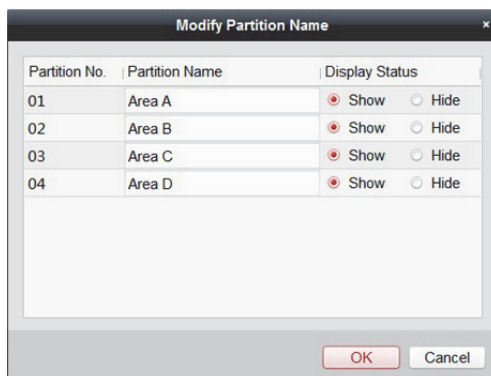 Modify Partition Name ×
Partition No. Partition Name Display Status
01 Area A Show Hide
02 Area B Show Hide
03 Area C Show Hide
04 Area D Show Hide
OK Cancel